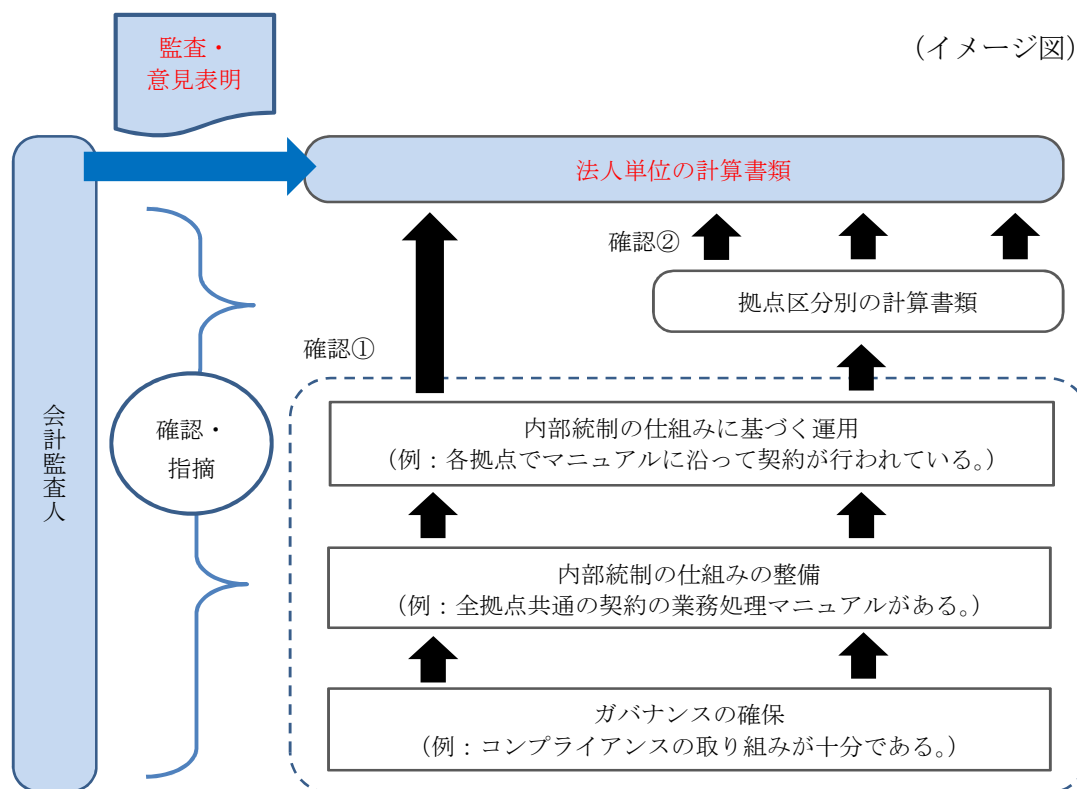 (イメージ図)
監査・
意見表明
法人単位の計算書類
確認②
拠点区分別の計算書類
確認①
会計監査人
確認・
指摘
内部統制の仕組みに基づく運用
(例：各拠点でマニュアルに沿って契約が行われている。)
内部統制の仕組みの整備
(例：全拠点共通の契約の業務処理マニュアルがある。)
ガバナンスの確保
(例：コンプライアンスの取り組みが十分である。)